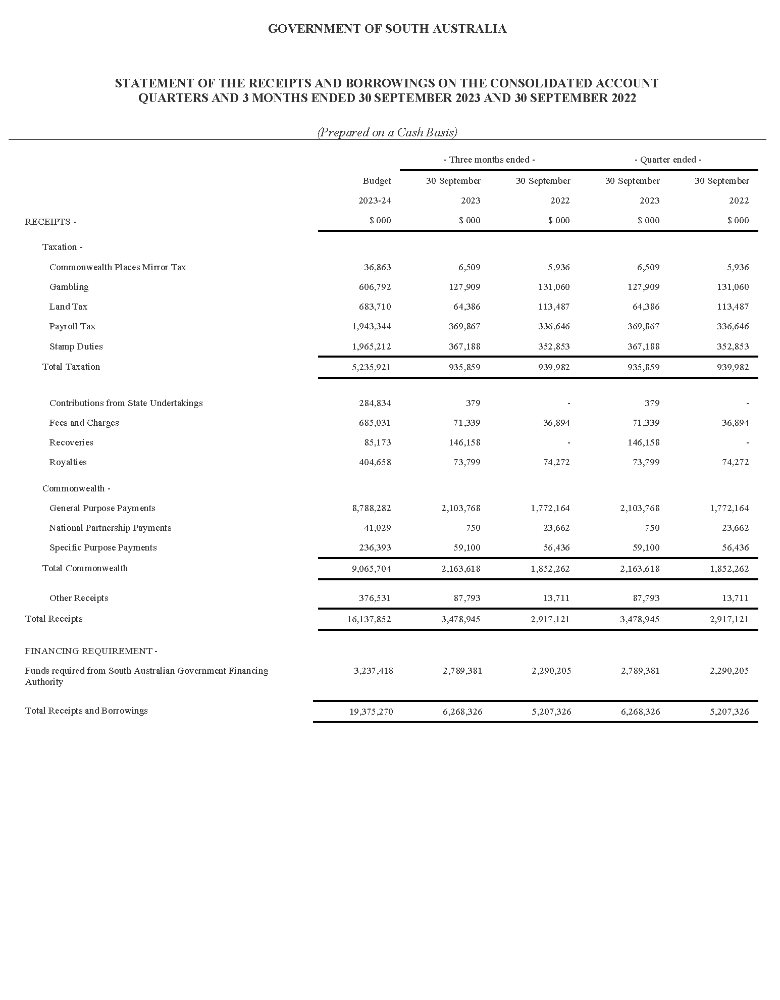 GOVERNMENT OF SOUTH AUSTRALIA
STATEMENT OF THE RECEIPTS AND BORROWINGS ON THE CONSOLIDATED ACCOUNT
QUARTERS AND 3 MONTHS ENDED 30 SEPTEMBER 2023 AND 30 SEPTEMBER 2022
(Prepared on a Cash Basis)
- Three months ended - - Quarter ended -
Budget 30 September 30 September 30 September 30 September
2023-24 2023 2022 2023 2022
RECEIPTS - $ 000 $ 000 $ 000 $ 000 $ 000
Taxation -
Commonwealth Places Mirror Tax 36,863 6,509 5,936 6,509 5,936
Gambling 606,792 127,909 131,060 127,909 131,060
Land Tax 683,710 64,386 113,487 64,386 113,487
Payroll Tax 1,943,344 369,867 336,646 369,867 336,646
Stamp Duties 1,965,212 367,188 352,853 367,188 352,853
Total Taxation 5,235,921 935,859 939,982 935,859 939,982
Contributions from State Undertakings 284,834 379 - 379 -
Fees and Charges 685,031 71,339 36,894 71,339 36,894
Recoveries 85,173 146,158 - 146,158 -
Royalties 404,658 73,799 74,272 73,799 74,272
Commonwealth -
General Purpose Payments 8,788,282 2,103,768 1,772,164 2,103,768 1,772,164
National Partnership Payments 41,029 750 23,662 750 23,662
Specific Purpose Payments 236,393 59,100 56,436 59,100 56,436
Total Commonwealth 9,065,704 2,163,618 1,852,262 2,163,618 1,852,262
Other Receipts 376,531 87,793 13,711 87,793 13,711
Total Receipts 16,137,852 3,478,945 2,917,121 3,478,945 2,917,121
FINANCING REQUIREMENT -
Funds required from South Australian Government Financing 3,237,418 2,789,381 2,290,205 2,789,381 2,290,205
Authority
Total Receipts and Borrowings 19,375,270 6,268,326 5,207,326 6,268,326 5,207,326